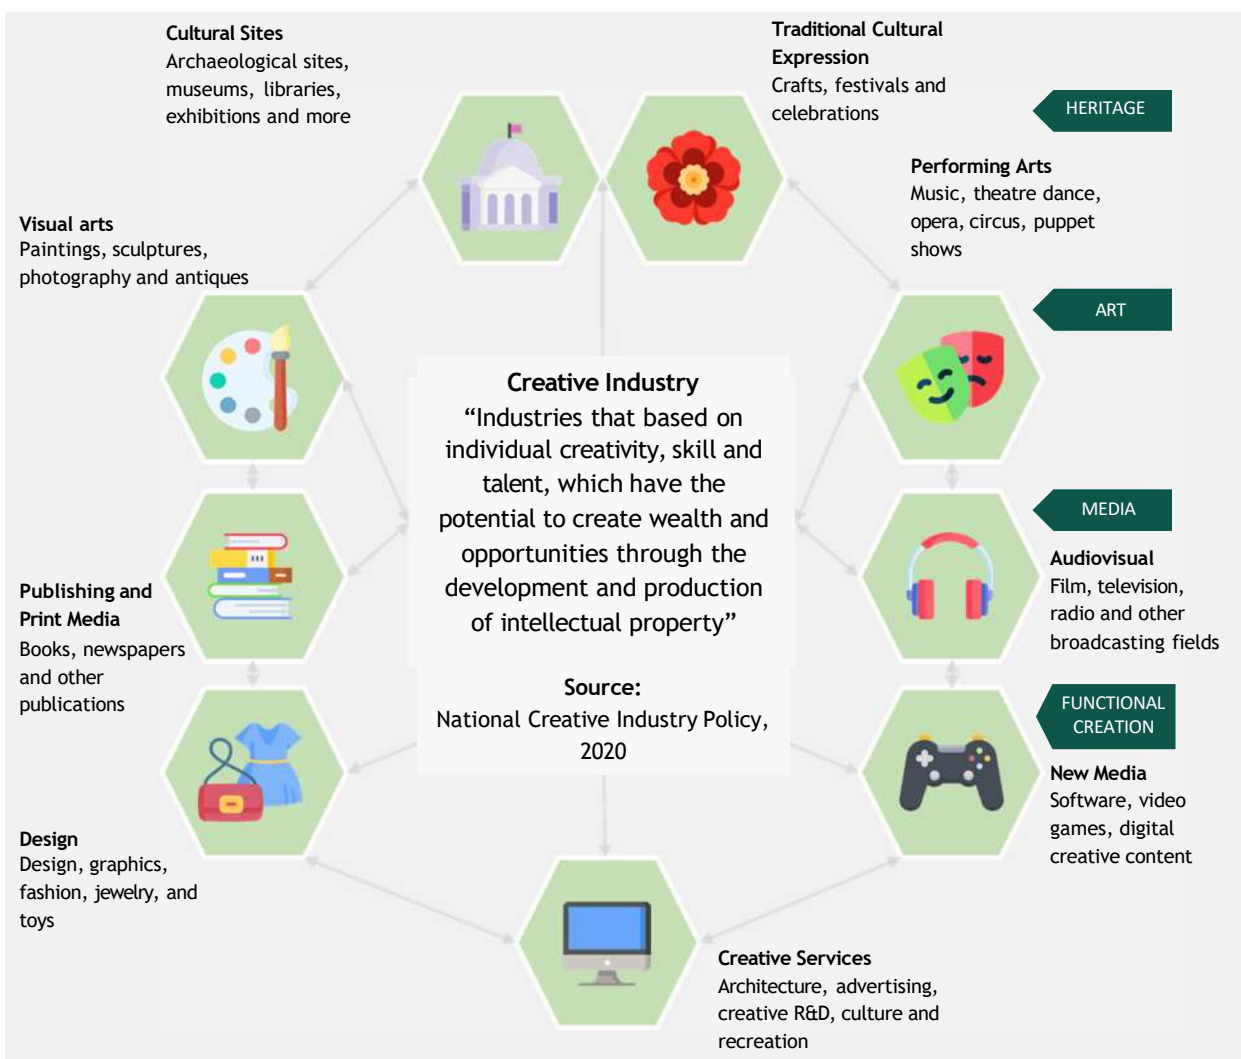 Cultural Sites
Archaeological sites,
museums, libraries,
exhibitions and more
Traditional Cultural
Expression
Crafts, festivals and
celebrations
HERITAGE
Performing Arts
Music, theatre dance,
opera, circus, puppet
shows
Visual arts
Paintings, sculptures,
photography and antiques
ART
Creative Industry
“Industries that based on
individual creativity, skill and
talent, which have the
potential to create wealth and
opportunities through the
development and production
of intellectual property”
Source:
National Creative Industry Policy,
2020
MEDIA
Audiovisual
Film, television,
radio and other
broadcasting fields
Publishing and
Print Media
Books, newspapers
and other
publications
FUNCTIONAL
CREATION
New Media
Software, video
games, digital
creative content
Design
Design, graphics,
fashion, jewelry, and
toys
Creative Services
Architecture, advertising,
creative R&D, culture and
recreation